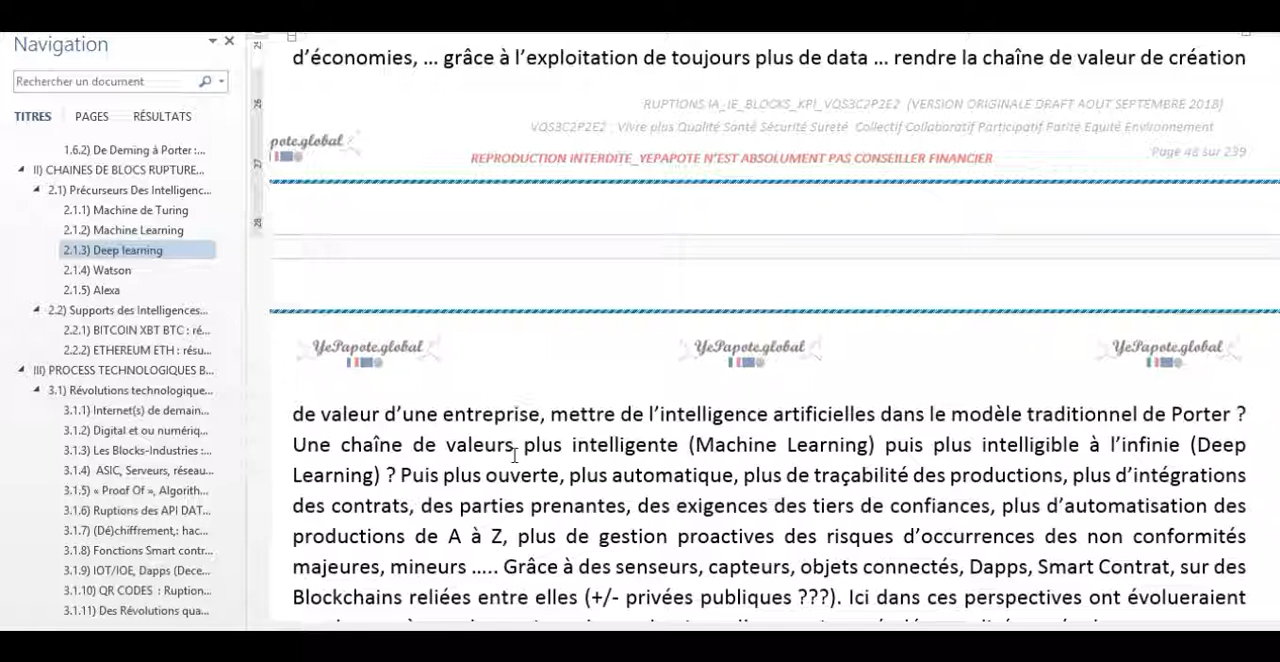 Navigation
Rechercher un document
TITRES PAGES RÉSULTATS
1.6.2) De Deming à Porter :...
II) CHAINES DE BLOCS RUPTURE...
2.1) Précurseurs Des Intelligenc...
2.1.1) Machine de Turing
2.1.2) Machine Learning
2.1.3) Deep learning
2.1.4) Watson
2.1.5) Alexa
2.2) Supports des Intelligences...
2.2.1) BITCOIN XBT BTC : ré...
2.2.2) ETHEREUM ETH : résu...
III) PROCESS TECHNOLOGIQUES B...
3.1) Révolutions technologique...
3.1.1) Internet(s) de demain...
3.1.2) Digital et ou numériq...
3.1.3) Les Blocks-Industries :...
3.1.4) ASIC, Serveurs, réseau...
3.1.5) « Proof Of », Algorith...
3.1.6) Ruptions des API DAT...
3.1.7) (Dé)chiffrement,: hac...
3.1.8) Fonctions Smart contr...
3.1.9) IOT/IOE, Dapps (Dece...
3.1.10) QR CODES : Ruption...
3.1.11) Des Révolutions qua...
26
27
28
d’économies, ... grâce à l’exploitation de toujours plus de data ... rendre la chaîne de valeur de création
RUPTIONS IA_IE_BLOCKS_KPI_VQS3C2P2E2 (VERSION ORIGINALE DRAFT AOUT SEPTEMBRE 2018)
VQS3C2P2E2 : Vivre plus Qualité Santé Sécurité Sureté Collectif Collaboratif Participatif Parité Equité Environnement
pote.global
REPRODUCTION INTERDITE_YEPAPOTE N’EST ABSOLUMENT PAS CONSEILLER FINANCIER
Page 48 sur 239
YePapote.global YePapote.global YePapote.global
de valeur d’une entreprise, mettre de l’intelligence artificielles dans le modèle traditionnel de Porter ?
Une chaîne de valeurs plus intelligente (Machine Learning) puis plus intelligible à l’infinie (Deep
Learning) ? Puis plus ouverte, plus automatique, plus de traçabilité des productions, plus d’intégrations
des contrats, des parties prenantes, des exigences des tiers de confiances, plus d’automatisation des
productions de A à Z, plus de gestion proactives des risques d’occurrences des non conformités
majeures, mineurs ..... Grâce à des senseurs, capteurs, objets connectés, Dapps, Smart Contrat, sur des
Blockchains reliées entre elles (+/- privées publiques ???). Ici dans ces perspectives ont évolueraient